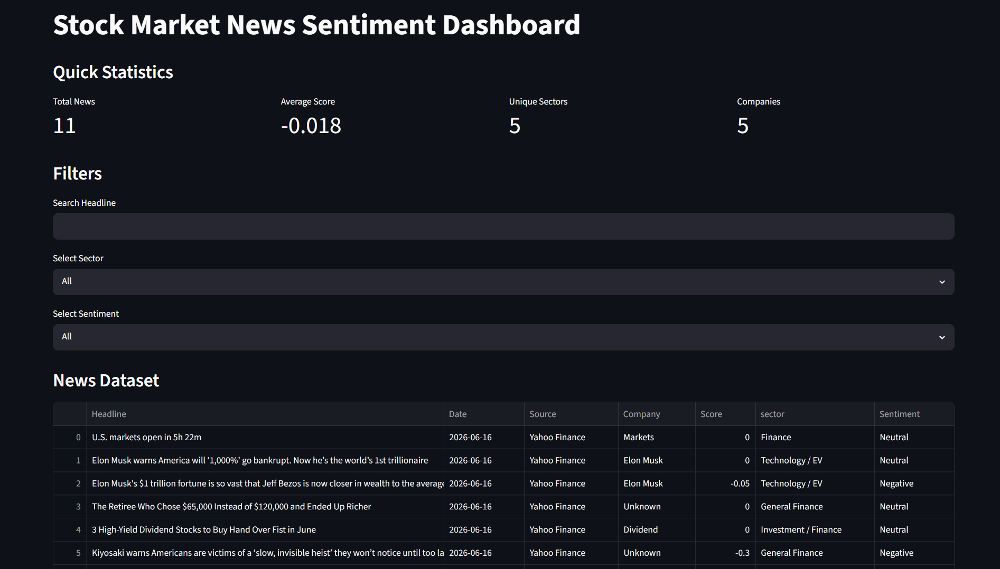 Stock Market News Sentiment Dashboard
Quick Statistics
Total News Average Score Unique Sectors Companies
11 -0.018 5 5
Filters
Search Headline
Select Sector
All
Select Sentiment
All
News Dataset
Headline Date Source Company Score sector Sentiment
0 U.S. markets open in 5h 22m 2026-06-16 Yahoo Finance Markets 0 Finance Neutral
1 Elon Musk warns America will ‘1,000%’ go bankrupt. Now he’s the world’s 1st trillionaire 2026-06-16 Yahoo Finance Elon Musk 0 Technology / EV Neutral
2 Elon Musk's $1 trillion fortune is so vast that Jeff Bezos is now closer in wealth to the average 2026-06-16 Yahoo Finance Elon Musk -0.05 Technology / EV Negative
3 The Retiree Who Chose $65,000 Instead of $120,000 and Ended Up Richer 2026-06-16 Yahoo Finance Unknown 0 General Finance Neutral
4 3 High-Yield Dividend Stocks to Buy Hand Over Fist in June 2026-06-16 Yahoo Finance Dividend 0 Investment / Finance Neutral
5 Kiyosaki warns Americans are victims of a ‘slow, invisible heist’ they won’t notice until too la 2026-06-16 Yahoo Finance Unknown -0.3 General Finance Negative